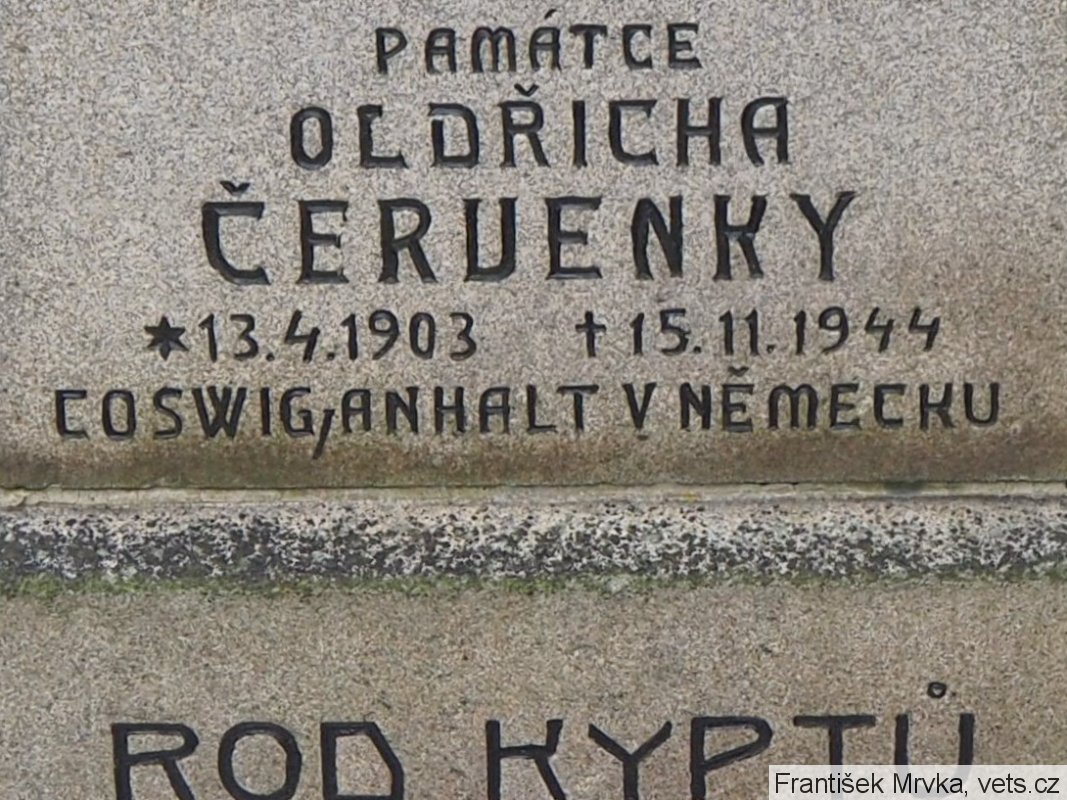 PAMÁTCE
OLDŘICHA
ČERVENKY
* 13.4.1903 † 15.11.1944
COSWIG/ANHALT V NĚMECKU
ROD KYPTŮ
František Mrvka, vets.cz